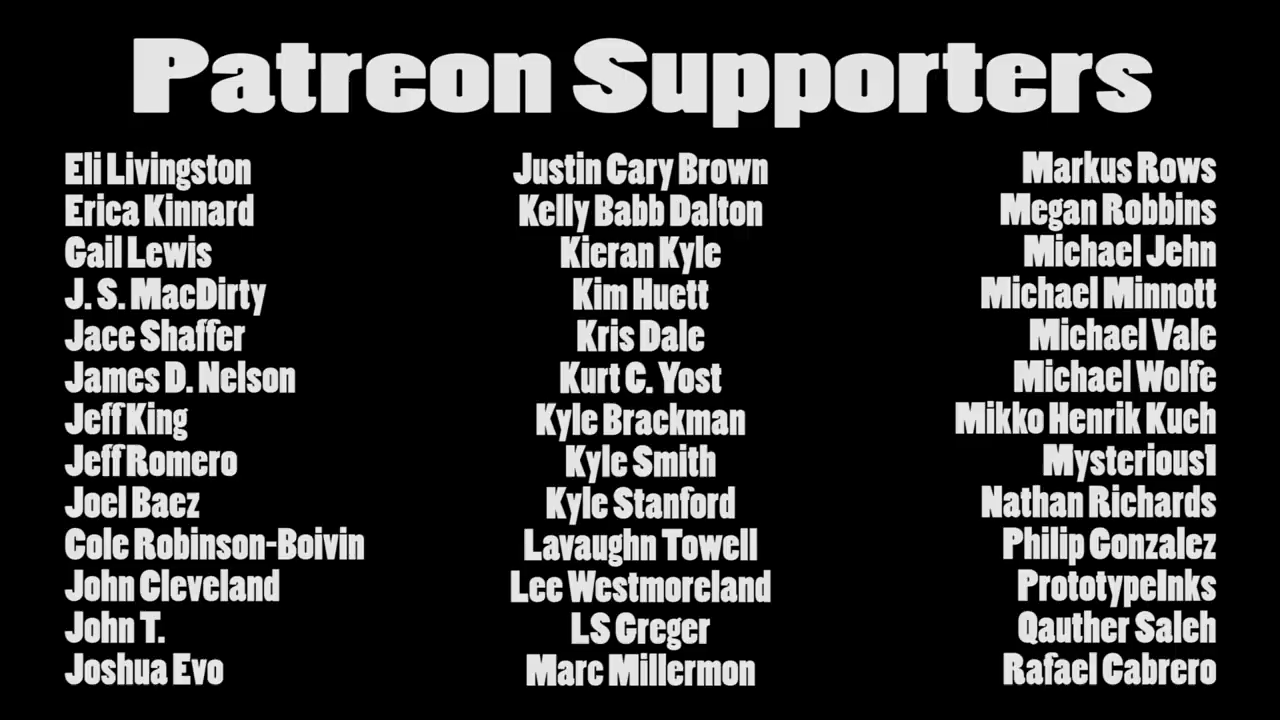 Patreon Supporters
Eli Livingston
Erica Kinnard
Gail Lewis
J. S. MacDirty
Jace Shaffer
James D. Nelson
Jeff King
Jeff Romero
Joel Baez
Cole Robinson-Boivin
John Cleveland
John T.
Joshua Evo
Justin Gary Brown
Kelly Babb Dalton
Kieran Kyle
Kim Huett
Kris Dale
Kurt C. Yost
Kyle Brackman
Kyle Smith
Kyle Stanford
Lavaughn Towell
Lee Westmoreland
LS Greger
Marc Millermon
Markus Rows
Megan Robbins
Michael Jehn
Michael Minnott
Michael Vale
Michael Wolfe
Mikko Henrik Kuch
Mysterious1
Nathan Richards
Philip Gonzalez
PrototypeInks
Qauther Saleh
Rafael Cabrero